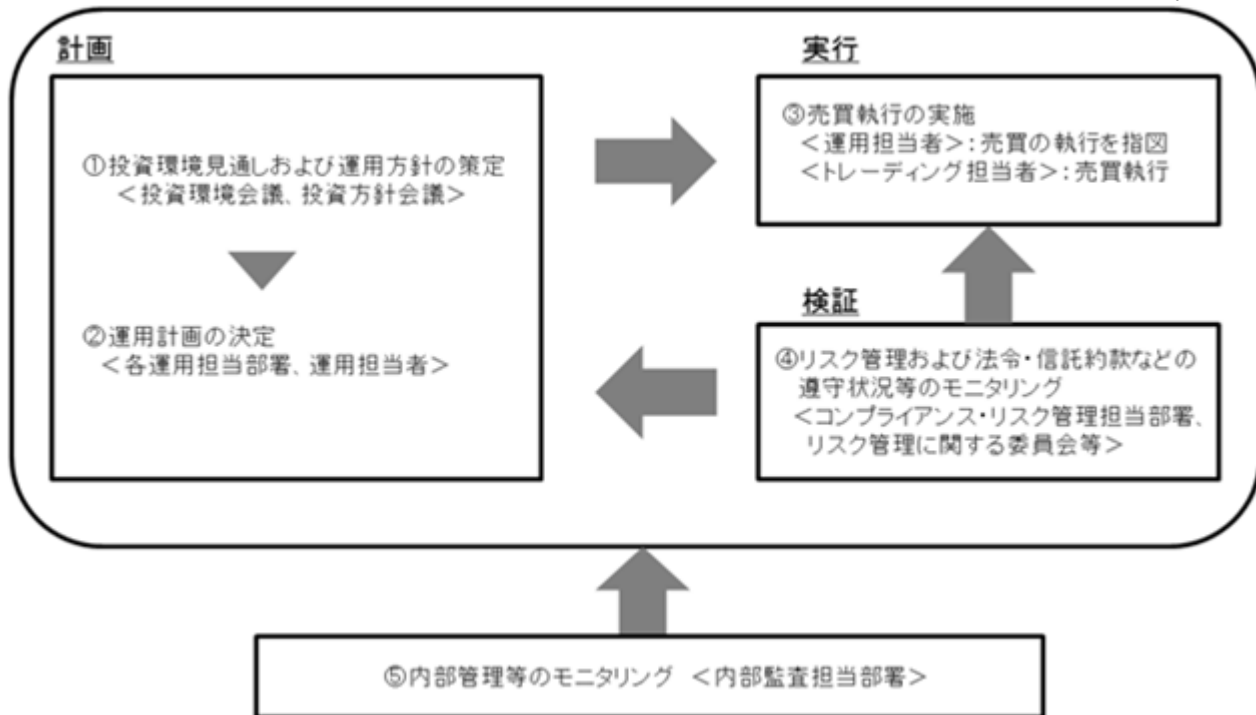 計画
①投資環境見通しおよび運用方針の策定
＜投資環境会議、投資方針会議＞
②運用計画の決定
＜各運用担当部署、運用担当者＞
実行
③売買執行の実施
＜運用担当者＞：売買の執行を指図
＜トレーディング担当者＞：売買執行
検証
④リスク管理および法令・信託約款などの
遵守状況等のモニタリング
＜コンプライアンス・リスク管理担当部署、
リスク管理に関する委員会等＞
⑤内部管理等のモニタリング ＜内部監査担当部署＞